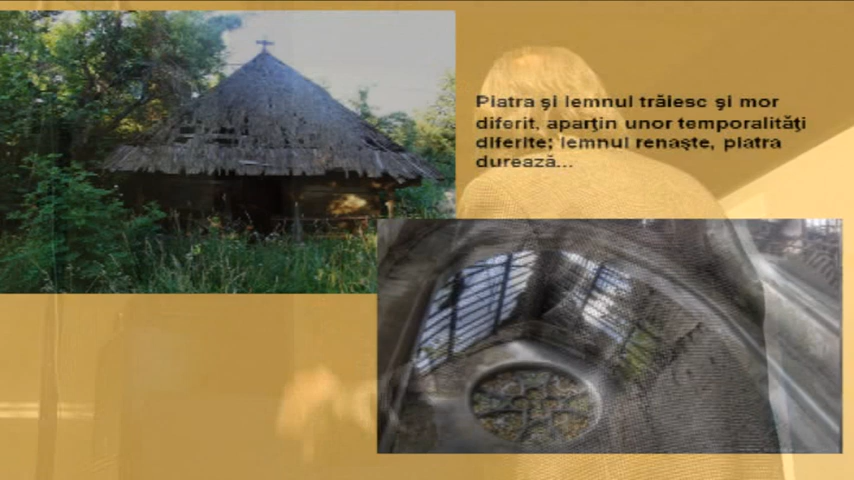 Piatra şi lemnul trăiesc şi mor
diferit, aparţin unor temporalităţi
diferite; lemnul renaşte, piatra
durează...